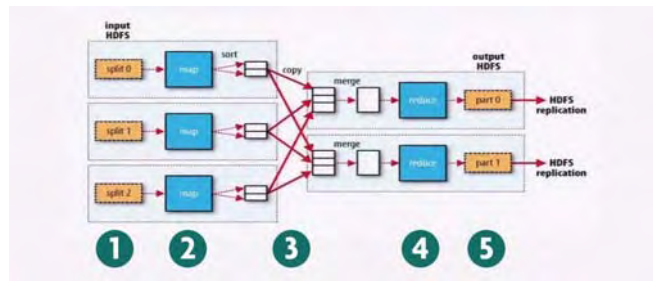 input
HDFS
output
HDFS
sort
copy
merge
split 0
map
reduce
part 0
HDFS
replication
split 1
map
merge
reduce
part 1
HDFS
replication
split 2
map
1 2 3 4 5